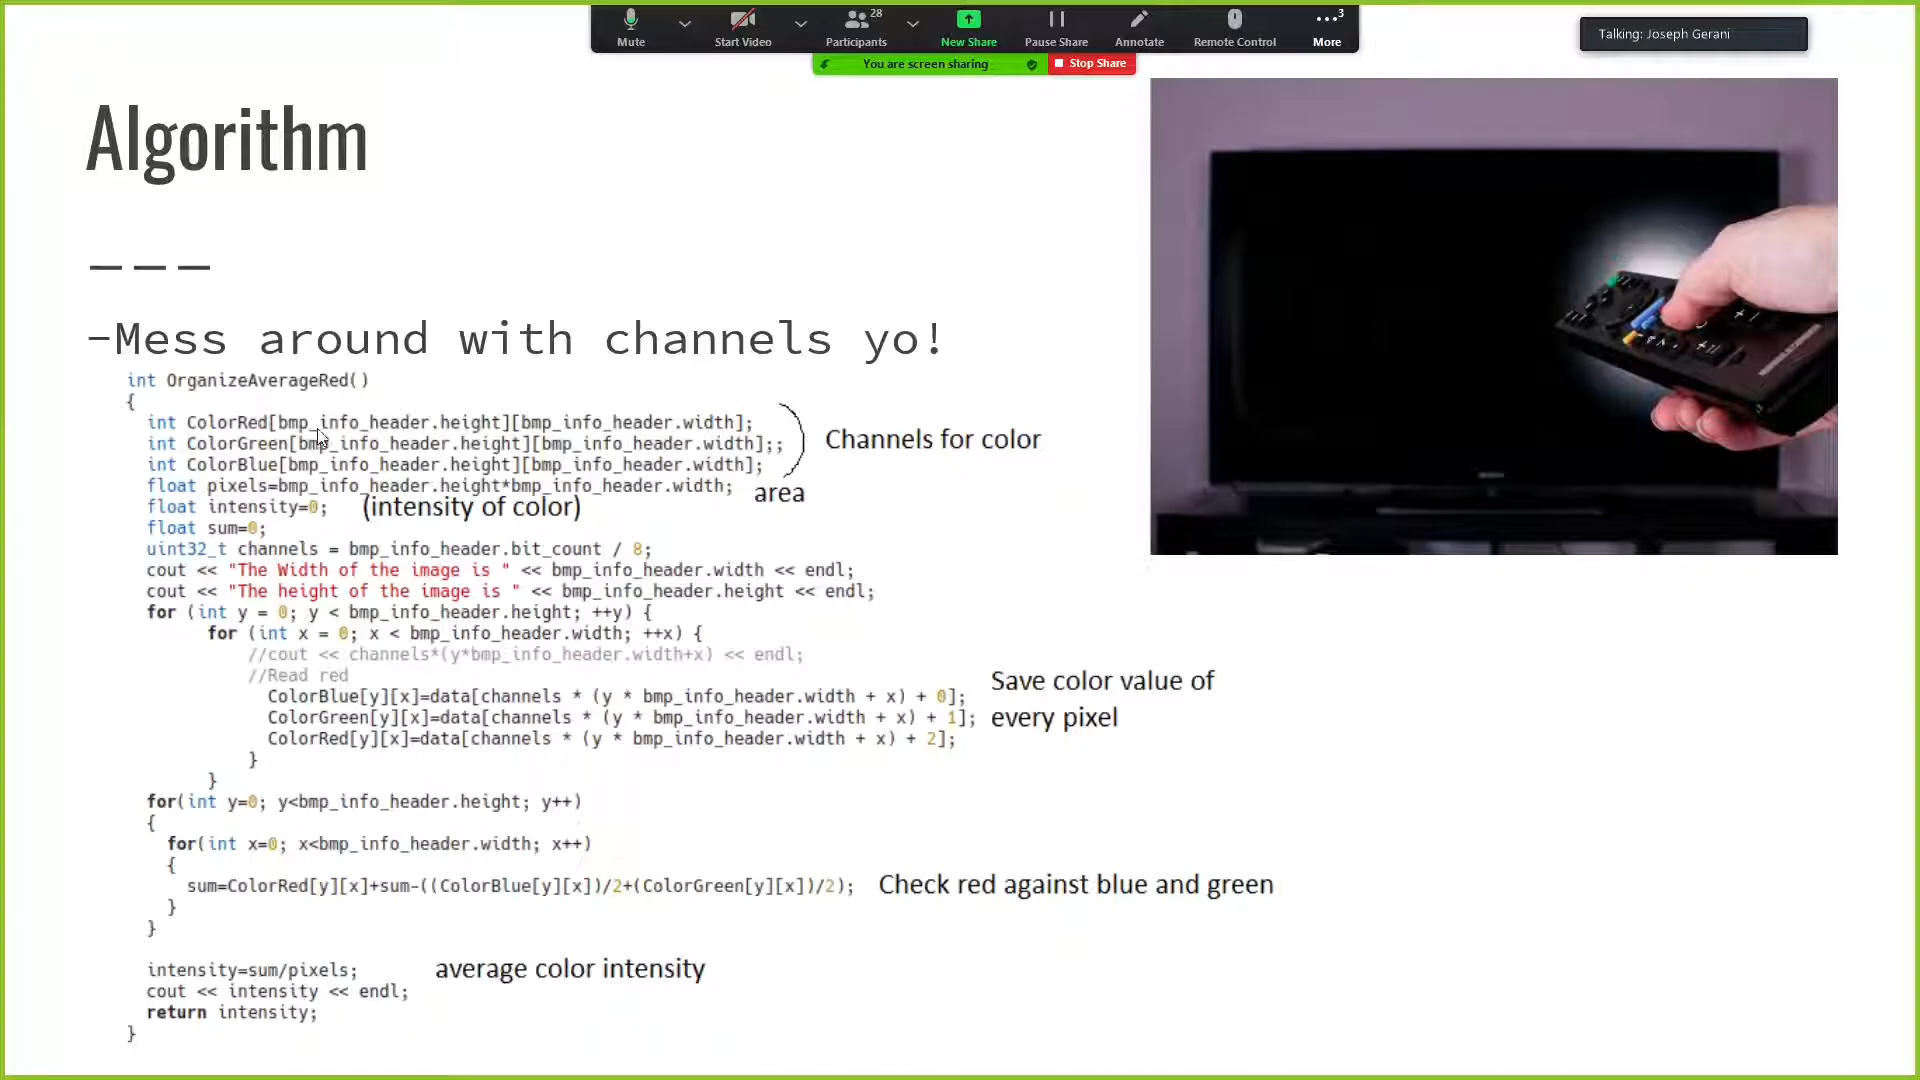 Mute
Start Video
28
Participants
New Share
Pause Share
Annotate
Remote Control
3
More
You are screen sharing
Stop Share
Talking: Joseph Gerani
Algorithm
–Mess around with channels yo!
int OrganizeAverageRed()
{
int ColorRed[bmp_info_header.height][bmp_info_header.width];
int ColorGreen[bmp_info_header.height][bmp_info_header.width];;
int ColorBlue[bmp_info_header.height][bmp_info_header.width];
Channels for color
float pixels=bmp_info_header.height*bmp_info_header.width;
area
float intensity=0;
(intensity of color)
float sum=0;
uint32_t channels = bmp_info_header.bit_count / 8;
cout << "The Width of the image is " << bmp_info_header.width << endl;
cout << "The height of the image is " << bmp_info_header.height << endl;
for (int y = 0; y < bmp_info_header.height; ++y) {
for (int x = 0; x < bmp_info_header.width; ++x) {
//cout << channels*(y*bmp_info_header.width+x) << endl;
//Read red
ColorBlue[y][x]=data[channels * (y * bmp_info_header.width + x) + 0];
ColorGreen[y][x]=data[channels * (y * bmp_info_header.width + x) + 1];
ColorRed[y][x]=data[channels * (y * bmp_info_header.width + x) + 2];
Save color value of
every pixel
}
}
for(int y=0; y<bmp_info_header.height; y++)
{
for(int x=0; x<bmp_info_header.width; x++)
{
sum=ColorRed[y][x]+sum-((ColorBlue[y][x])/2+(ColorGreen[y][x])/2);
Check red against blue and green
}
}
intensity=sum/pixels;
average color intensity
cout << intensity << endl;
return intensity;
}